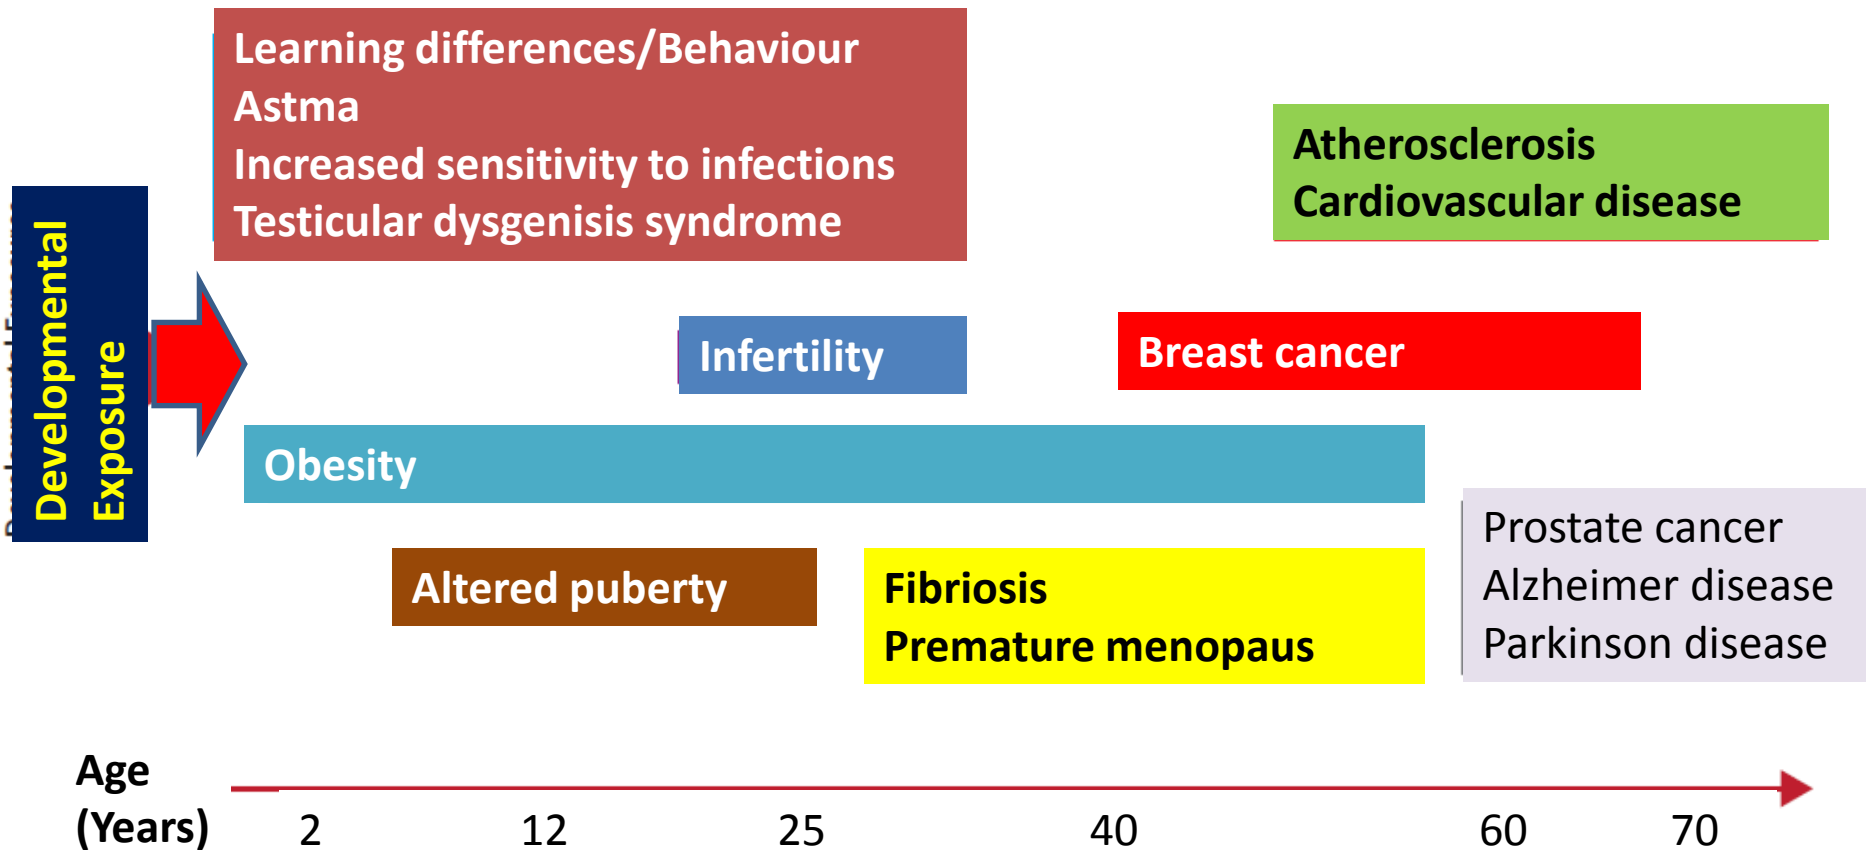 Learning differences/Behaviour
Astma
Increased sensitivity to infections
Testicular dysgenisis syndrome
Atherosclerosis
Cardiovascular disease
Developmental
Exposure
Infertility
Breast cancer
Obesity
Altered puberty
Fibriosis
Premature menopaus
Prostate cancer
Alzheimer disease
Parkinson disease
Age
(Years)
2
12
25
40
60
70